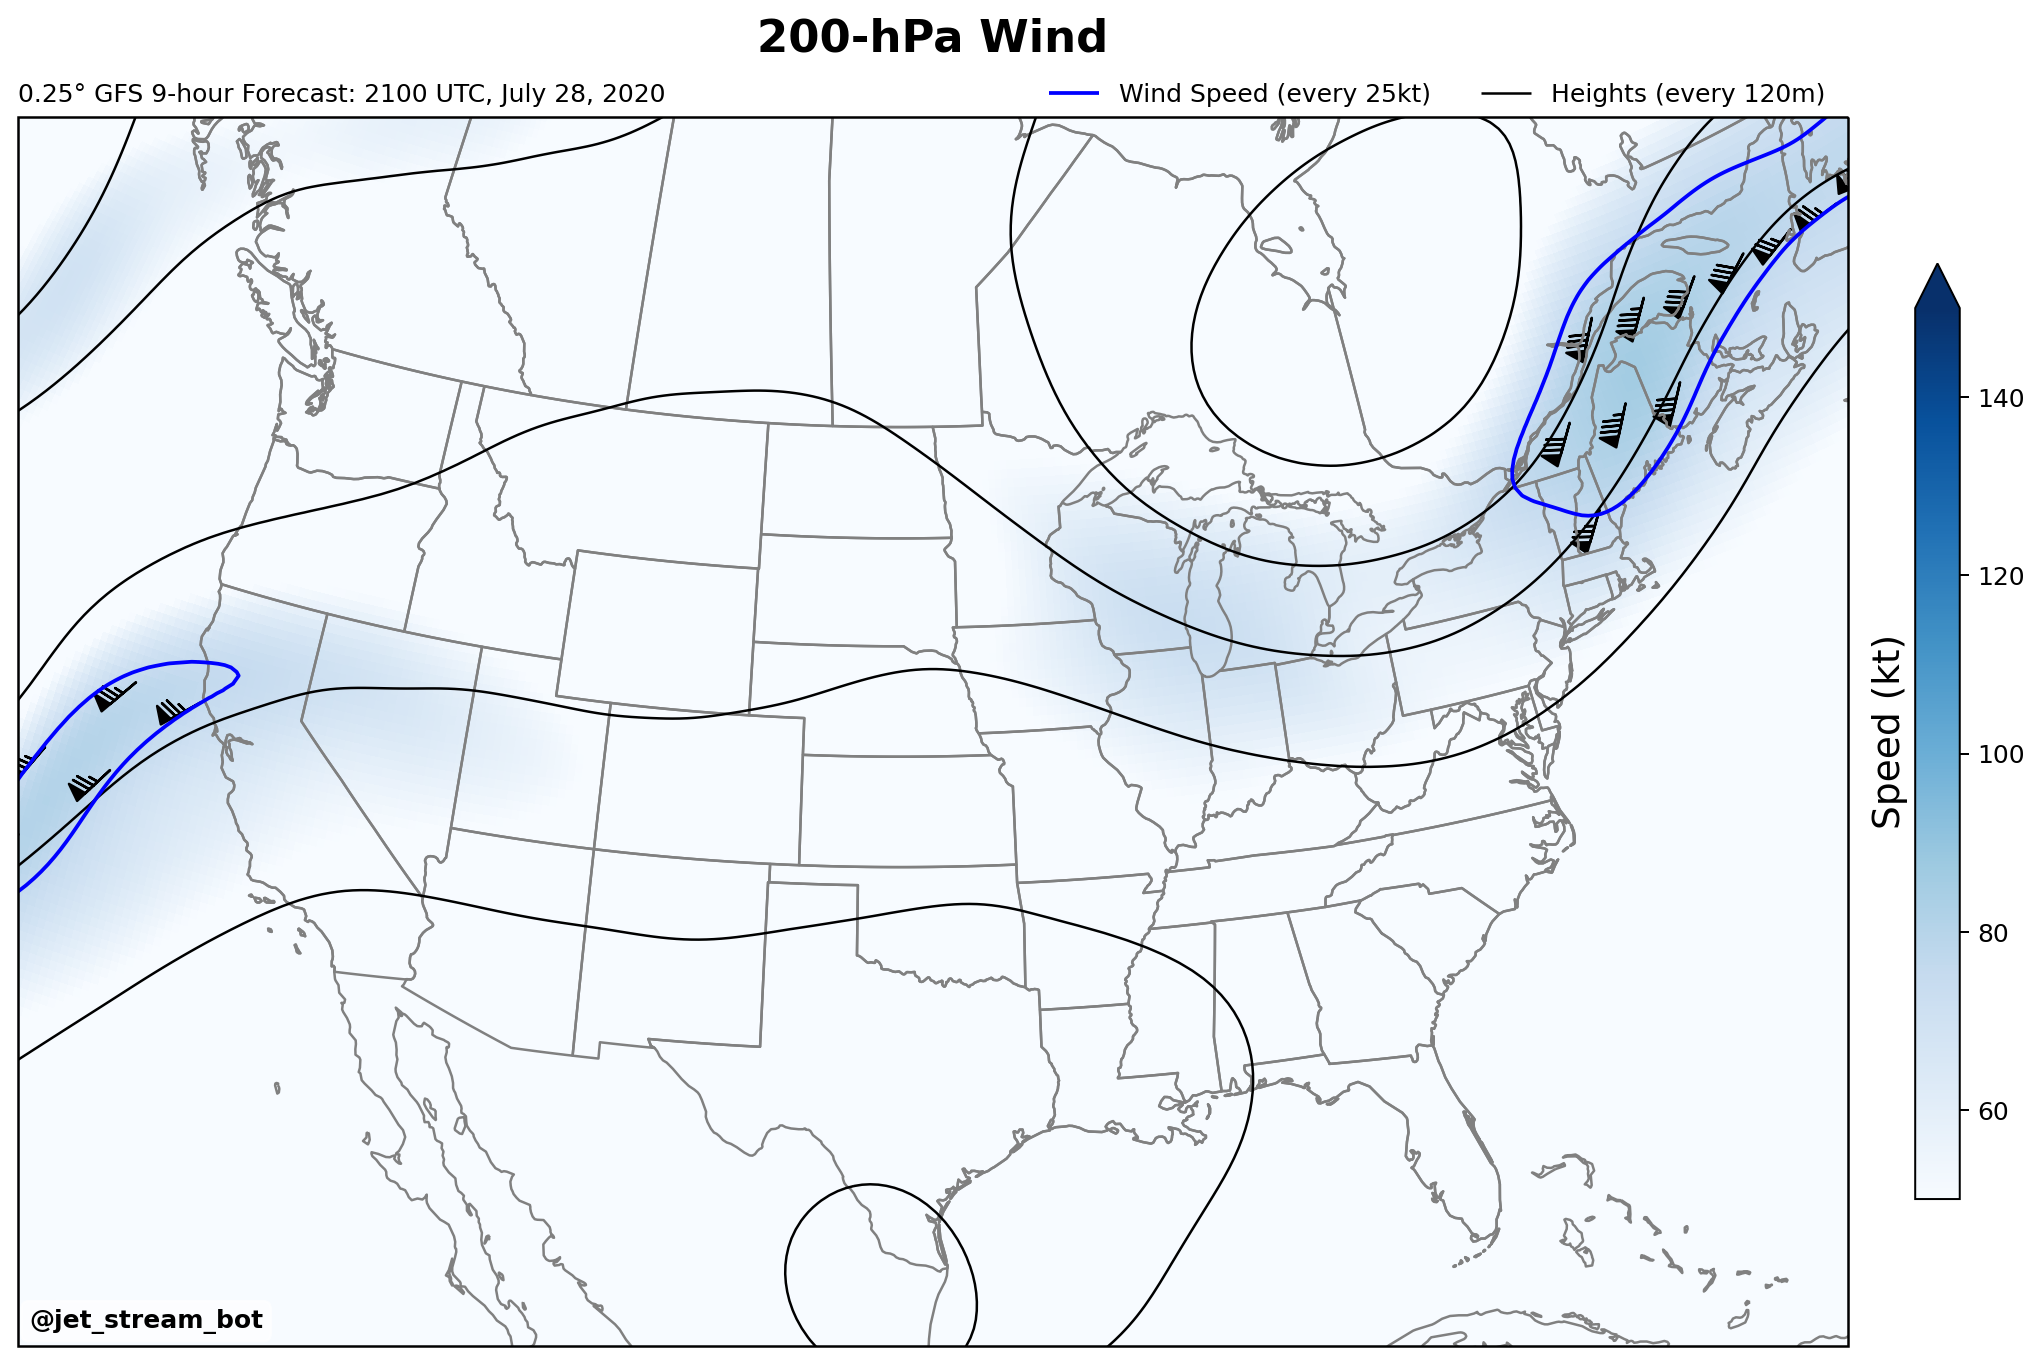 200-hPa Wind
0.25° GFS 9-hour Forecast: 2100 UTC, July 28, 2020
Wind Speed (every 25kt)
Heights (every 120m)
140
120
100
80
60
Speed (kt)
@jet_stream_bot